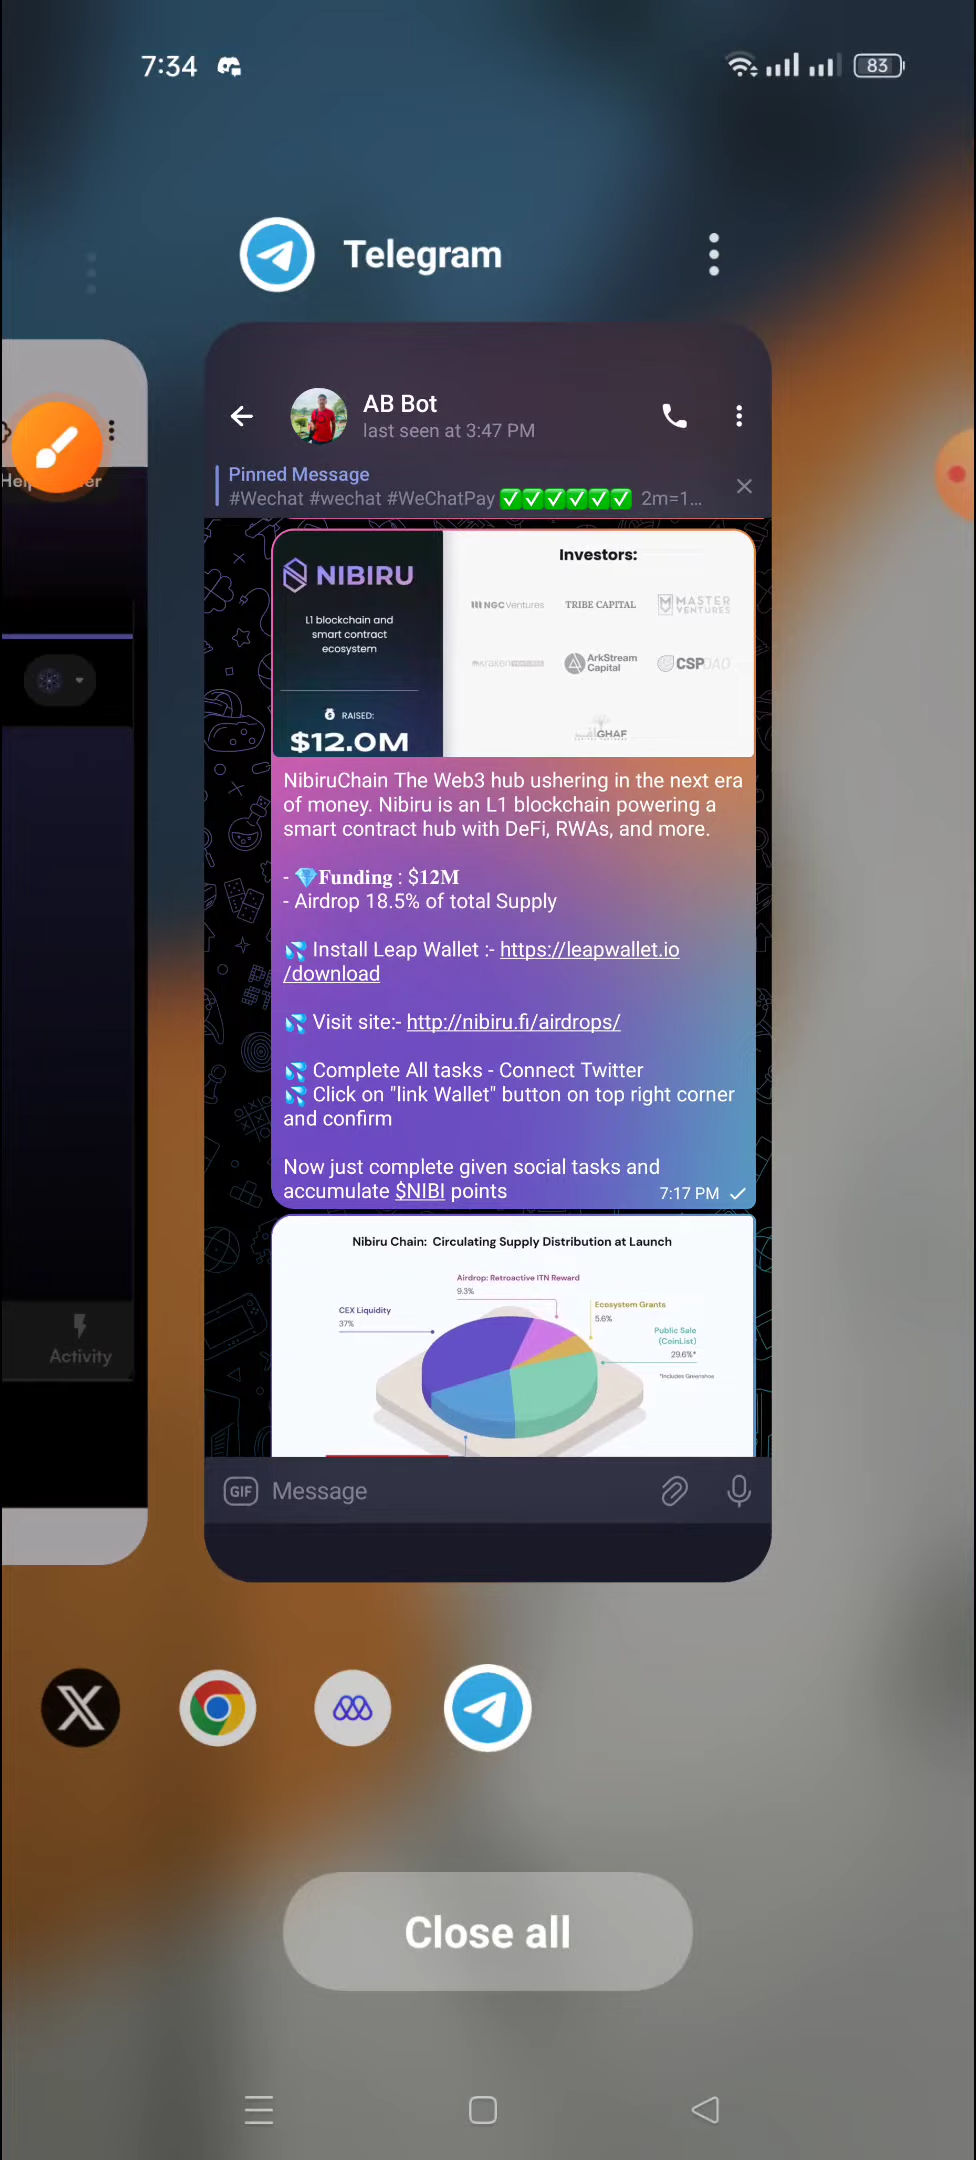 7:34
83
Telegram
AB Bot
last seen at 3:47 PM
Pinned Message
#Wechat #wechat #WeChatPay ✅✅✅✅✅✅ 2m=1...
NIBIRU
L1 blockchain and
smart contract
ecosystem
RAISED:
$12.0M
Investors:
NGC Ventures
TRIBE CAPITAL
MASTER
VENTURES
kraken VENTURES
ArkStream
Capital
CSPDAO
GHAF
NibiruChain The Web3 hub ushering in the next era
of money. Nibiru is an L1 blockchain powering a
smart contract hub with DeFi, RWAs, and more.
- 💎𝐅𝐮𝐧𝐝𝐢𝐧𝐠 : $𝟏𝟐𝐌
- Airdrop 18.5% of total Supply
💦 Install Leap Wallet :- https://leapwallet.io
/download
💦 Visit site:- http://nibiru.fi/airdrops/
💦 Complete All tasks - Connect Twitter
💦 Click on "link Wallet" button on top right corner
and confirm
Now just complete given social tasks and
accumulate $NIBI points
7:17 PM
Nibiru Chain: Circulating Supply Distribution at Launch
Airdrop: Retroactive ITN Reward
9.3%
CEX Liquidity
37%
Ecosystem Grants
5.6%
Public Sale
(CoinList)
29.6%*
*Includes Greenshoe
Activity
GIF
Message
Close all